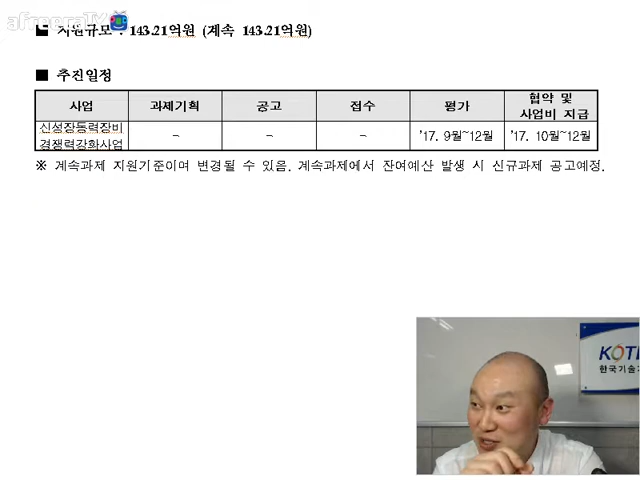 afreecaTV
지원규모 : 143.21억원 (계속 143.21억원)
■ 추진일정
사업 과제기획 공고 접수 평가 협약 및 사업비 지급
신성장동력장비 경쟁력강화사업 - - - '17. 9월~12월 '17. 10월~12월
※ 계속과제 지원기준이며 변경될 수 있음. 계속과제에서 잔여예산 발생 시 신규과제 공고예정.
한국기술